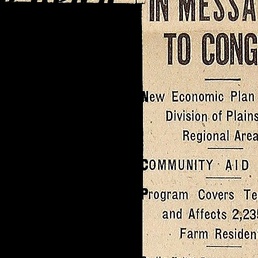 IN MESSA
TO CONG
New Economic Plan
Division of Plains
Regional Area
COMMUNITY AID
Program Covers Te
and Affects 2,235
Farm Residen